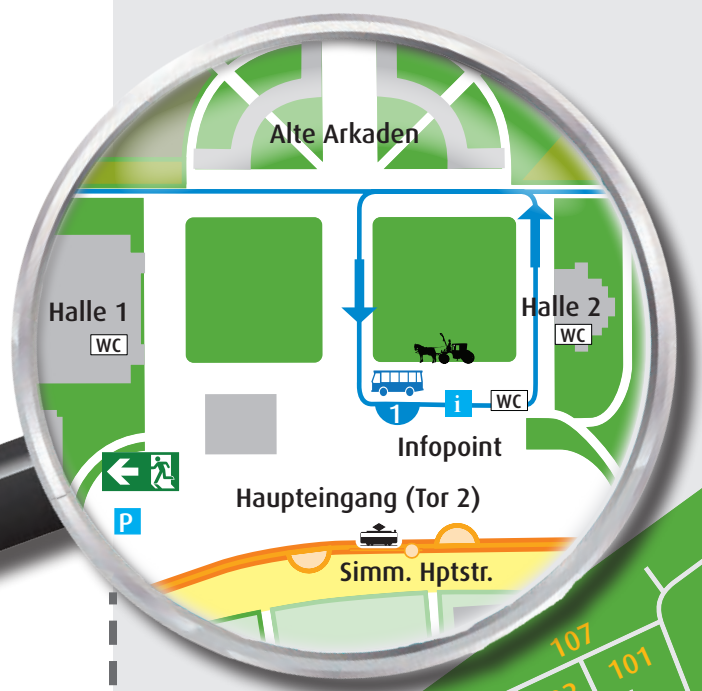 Alte Arkaden
Halle 1
WC
Halle 2
WC
1
i
WC
Infopoint
Haupteingang (Tor 2)
P
Simm. Hptstr.
107
101